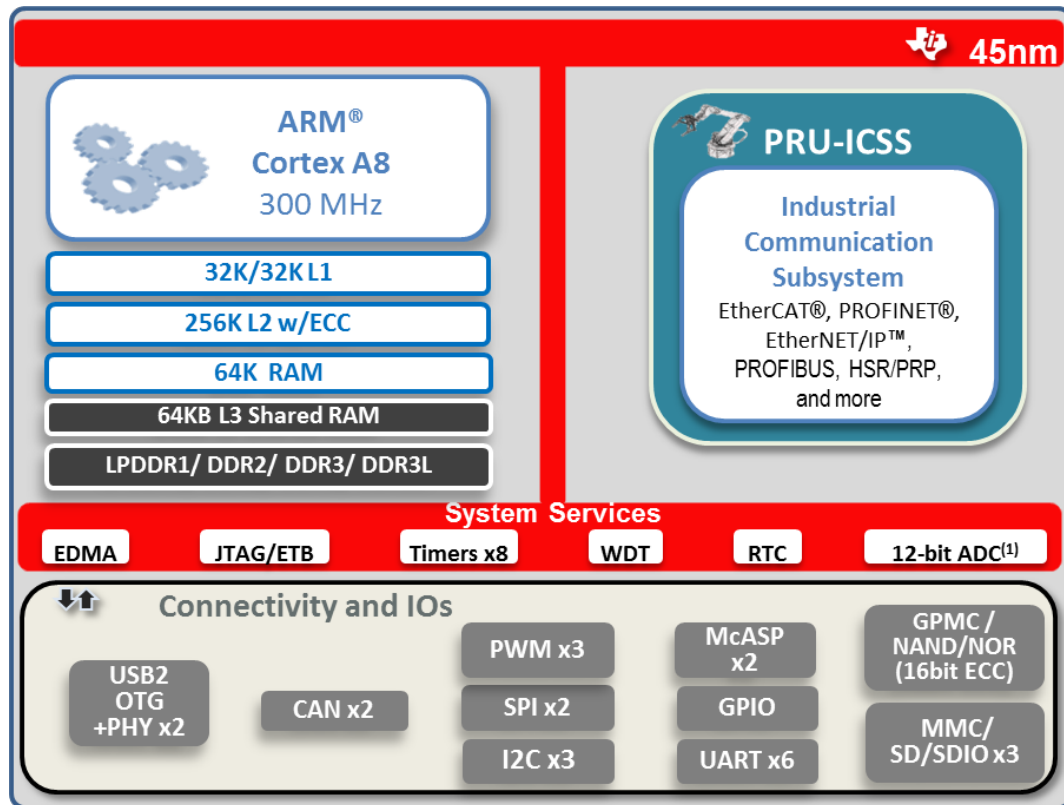 45nm
ARM®
Cortex A8
300 MHz
32K/32K L1
256K L2 w/ECC
64K RAM
64KB L3 Shared RAM
LPDDR1/ DDR2/ DDR3/ DDR3L
PRU-ICSS
Industrial
Communication
Subsystem
EtherCAT®, PROFINET®,
EtherNET/IP™,
PROFIBUS, HSR/PRP,
and more
System Services
EDMA
JTAG/ETB
Timers x8
WDT
RTC
12-bit ADC(1)
Connectivity and IOs
USB2
OTG
+PHY x2
CAN x2
PWM x3
SPI x2
I2C x3
McASP
x2
GPIO
UART x6
GPMC /
NAND/NOR
(16bit ECC)
MMC/
SD/SDIO x3